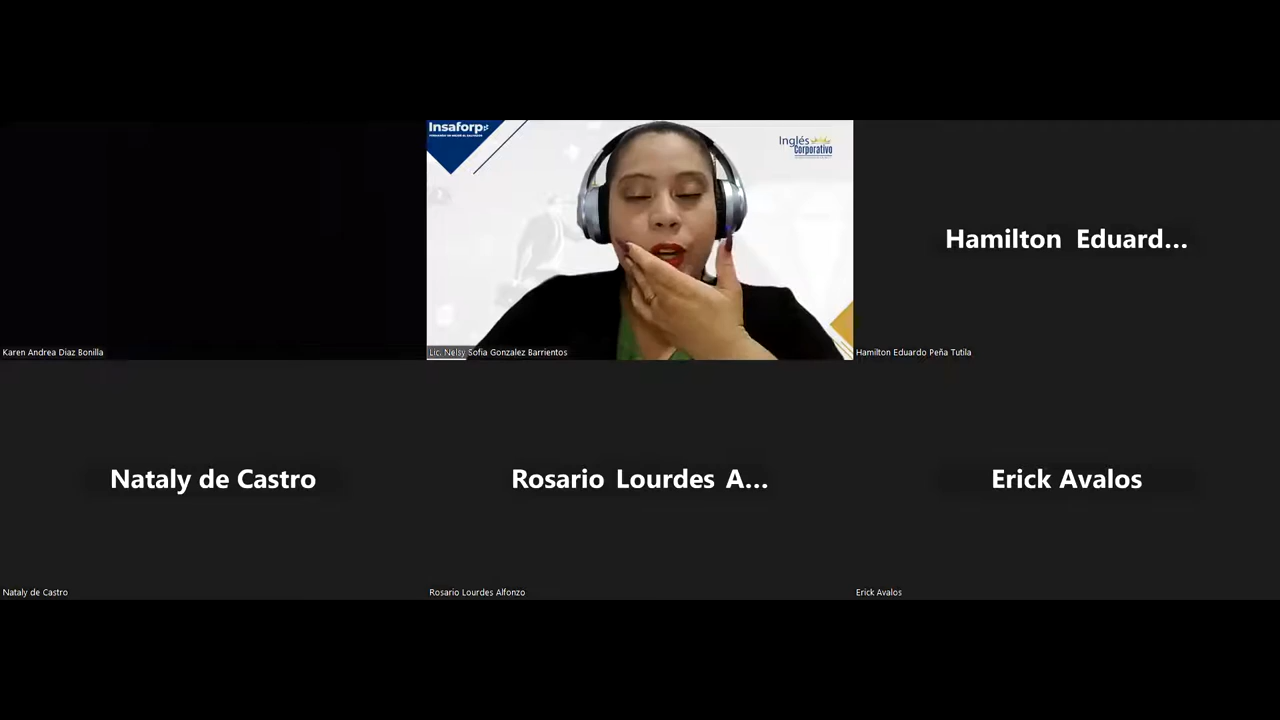 Insaforp
Inglés
Corporativo
Hamilton Eduard...
Karen Andrea Diaz Bonilla
Lic. Nelsy Sofia Gonzalez Barrientos
Hamilton Eduardo Peña Tutila
Nataly de Castro
Rosario Lourdes A...
Erick Avalos
Nataly de Castro
Rosario Lourdes Alfonzo
Erick Avalos